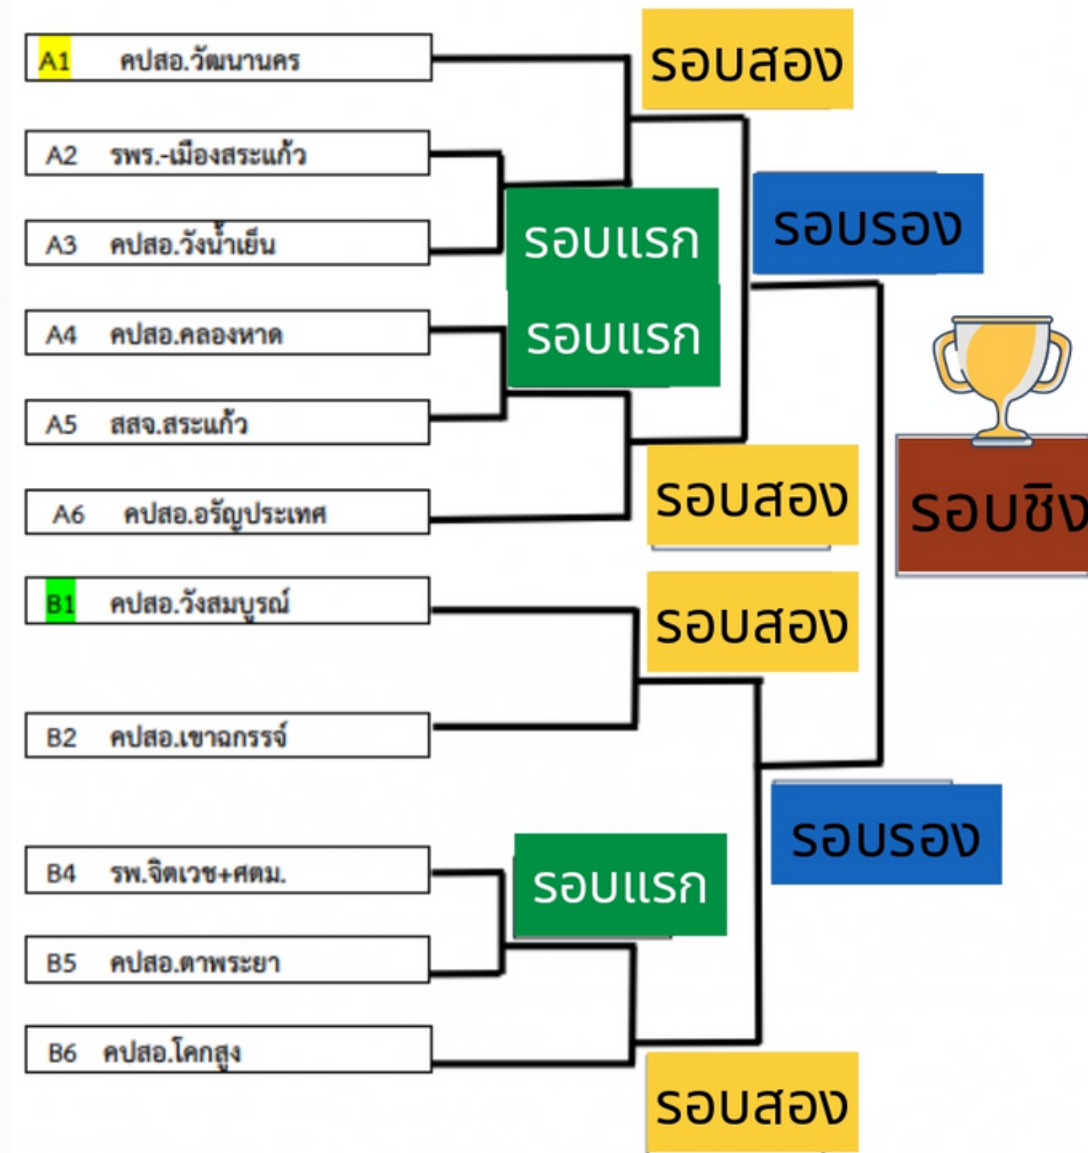 A1 คปสอ.วัฒนานคร
รอบสอง
A2 รพร.-เมืองสระแก้ว
A3 คปสอ.วังน้ำเย็น
รอบแรก
รอบรอง
A4 คปสอ.คลองหาด
รอบแรก
A5 สสจ.สระแก้ว
A6 คปสอ.อรัญประเทศ
รอบสอง
รอบชิง
B1 คปสอ.วังสมบูรณ์
รอบสอง
B2 คปสอ.เขาฉกรรจ์
รอบรอง
B4 รพ.จิตเวช+ศตม.
รอบแรก
B5 คปสอ.ตาพระยา
B6 คปสอ.โคกสูง
รอบสอง